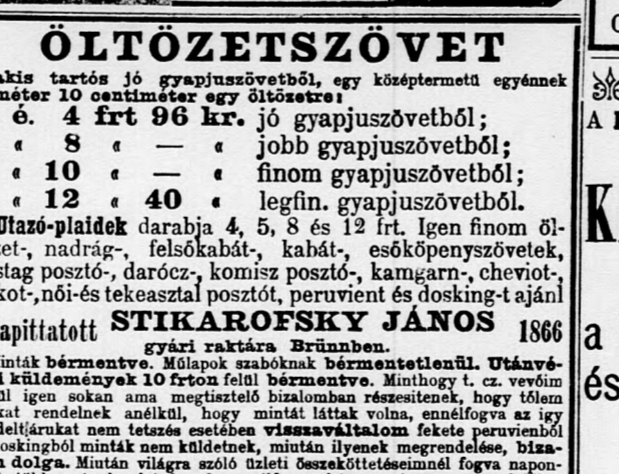 ÖLTÖZETSZÖVET
akis tartós jó gyapjuszövetből, egy középtermetű egyénnek
méter 10 centiméter egy öltözetre:
é. 4 frt 96 kr. jó gyapjuszövetből;
„ 8 „ — „ jobb gyapjuszövetből;
„ 10 „ — „ finom gyapjuszövetből;
„ 12 „ 40 „ legfin. gyapjuszövetből.
Utazó-plaidek darabja 4, 5, 8 és 12 frt. Igen finom öl-
zet-, nadrág-, felsőkabát-, kabát-, esőköpenyszövetek,
stag posztó-, darócz-, komisz posztó-, kamgarn-, cheviot-,
kot-, női-és tekeasztal posztót, peruvient és dosking-t ajánl
apittatott STIKAROFSKY JÁNOS 1866
gyári raktára Brünnben.
inták bérmentve. Műlapok szabóknak bérmentetlenül. Utánvé-
i küldemények 10 frton felül bérmentve. Minthogy t. cz. vevőim
ül igen sokan ama megtisztelő bizalomban részesitenek, hogy tőlem
kat rendelnek anélkül, hogy mintát láttak volna, ennélfogva az igy
deltjárukat nem tetszés esetében visszaváltalom fekete peruvienből
oskingból minták nem küldetnek, miután ilyenek megrendelése, biza-
n dolga. Miután világra szóló üzleti összeköttetéseimnél fogva napon-
A
K
a
és